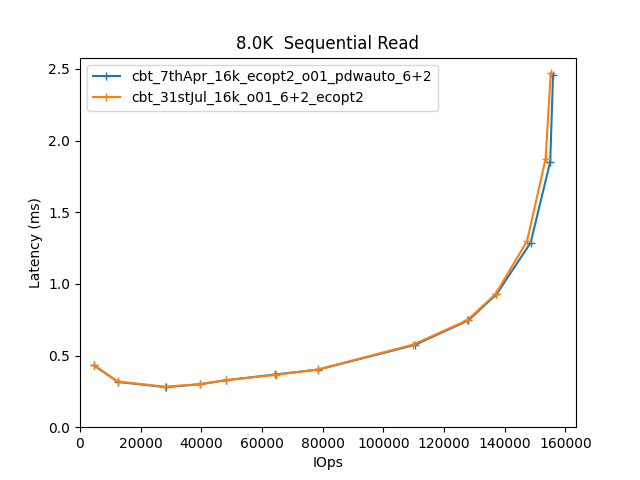 8.0K  Sequential Read
cbt_7thApr_16k_ecopt2_o01_pdwauto_6+2
cbt_31stJul_16k_o01_6+2_ecopt2
Latency (ms)
2.5
2.0
1.5
1.0
0.5
0.0
0 20000 40000 60000 80000 100000 120000 140000 160000
IOps